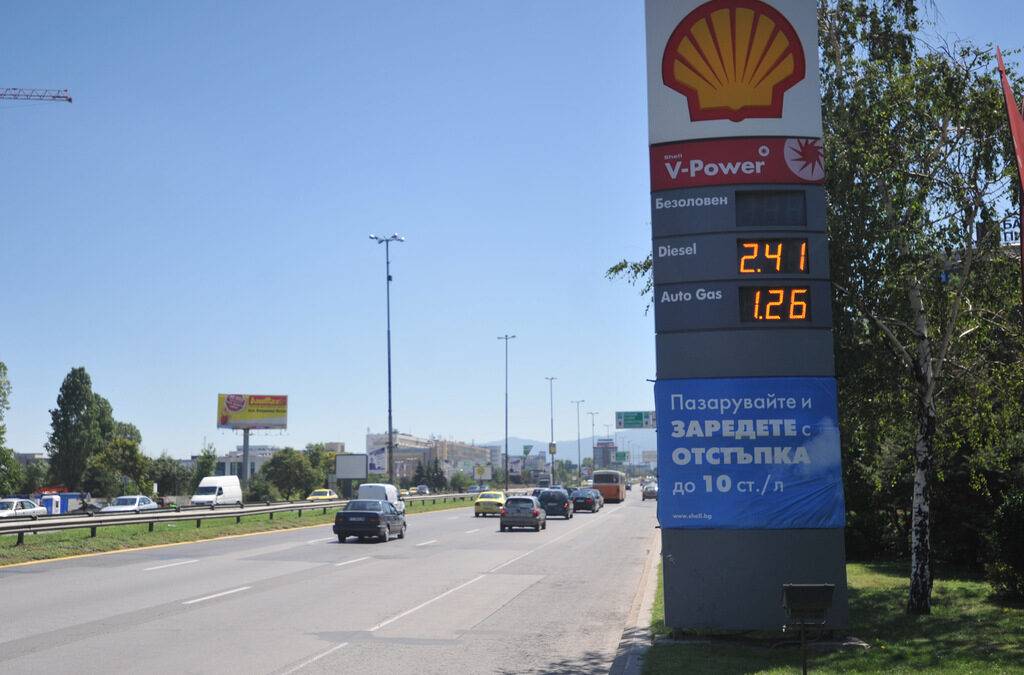 Shell
V-Power
Безоловен
Diesel
2.41
Auto Gas
1.26
Пазарувайте и
ЗАРЕДЕТЕ с
ОТСТЪПКА
до 10 ст./л
www.shell.bg